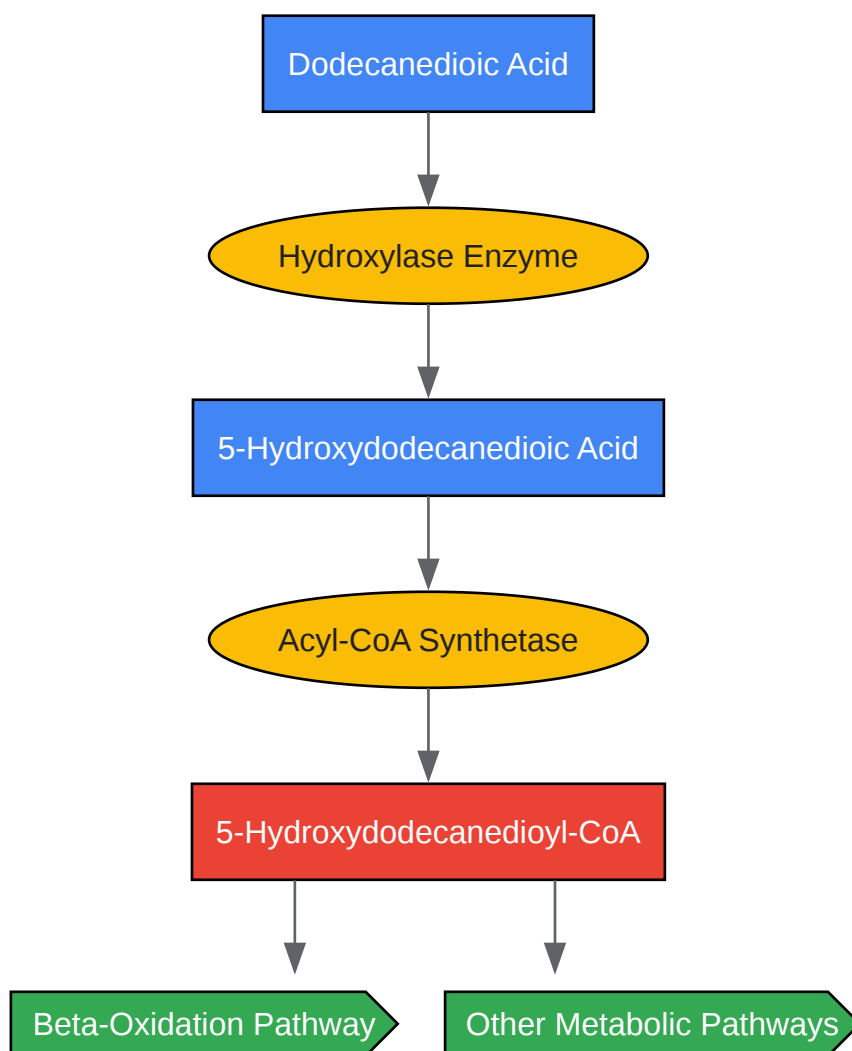 Dodecanedioic Acid
Hydroxylase Enzyme
5-Hydroxydodecanedioic Acid
Acyl-CoA Synthetase
5-Hydroxydodecanedioyl-CoA
Beta-Oxidation Pathway
Other Metabolic Pathways